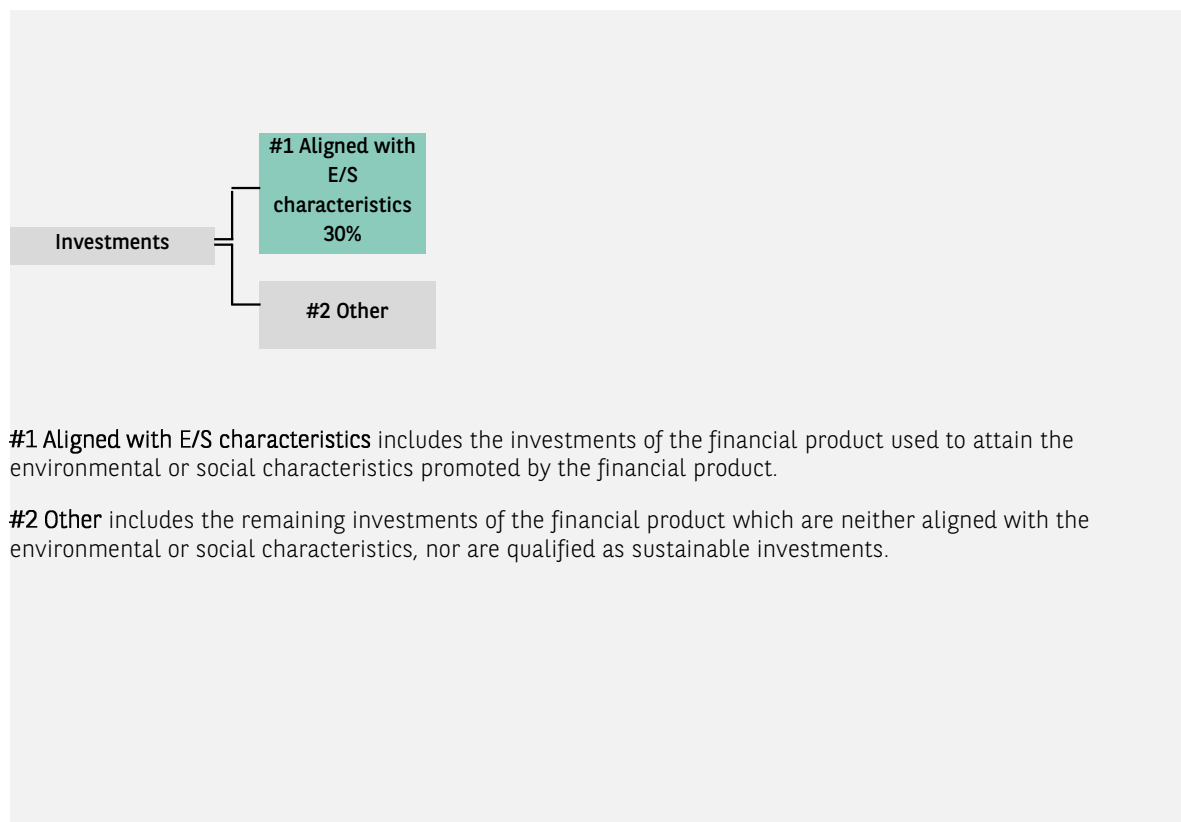 #1 Aligned with
E/S
characteristics
30%
Investments
#2 Other
#1 Aligned with E/S characteristics includes the investments of the financial product used to attain the
environmental or social characteristics promoted by the financial product.
#2 Other includes the remaining investments of the financial product which are neither aligned with the
environmental or social characteristics, nor are qualified as sustainable investments.